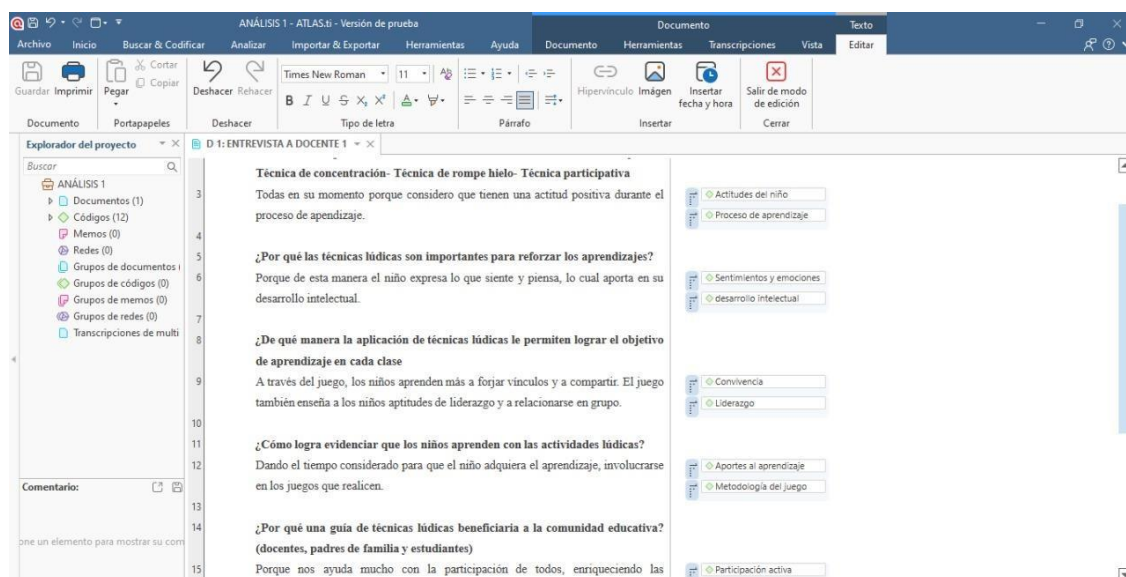 ANÁLISIS 1 - ATLAS.ti - Versión de prueba
Documento
Texto
Archivo
Inicio
Buscar & Codificar
Analizar
Importar & Exportar
Herramientas
Ayuda
Documento
Herramientas
Transcripciones
Vista
Editar
Guardar
Imprimir
Pegar
Cortar
Copiar
Deshacer
Rehacer
Times New Roman
11
Hipervínculo
Imágen
Insertar fecha y hora
Salir de modo de edición
Documento
Portapapeles
Deshacer
Tipo de letra
Párrafo
Insertar
Cerrar
Explorador del proyecto
Buscar
ANÁLISIS 1
Documentos (1)
Códigos (12)
Memos (0)
Redes (0)
Grupos de documentos
Grupos de códigos (0)
Grupos de memos (0)
Grupos de redes (0)
Transcripciones de multi
Comentario:
one un elemento para mostrar su com
D 1: ENTREVISTA A DOCENTE 1
Técnica de concentración- Técnica de rompe hielo- Técnica participativa
3 Todas en su momento porque considero que tienen una actitud positiva durante el
proceso de apendizaje.
4
5 ¿Por qué las técnicas lúdicas son importantes para reforzar los aprendizajes?
6 Porque de esta manera el niño expresa lo que siente y piensa, lo cual aporta en su
desarrollo intelectual.
7
8 ¿De qué manera la aplicación de técnicas lúdicas le permiten lograr el objetivo
de aprendizaje en cada clase
9 A través del juego, los niños aprenden más a forjar vínculos y a compartir. El juego
también enseña a los niños aptitudes de liderazgo y a relacionarse en grupo.
10
11 ¿Cómo logra evidenciar que los niños aprenden con las actividades lúdicas?
12 Dando el tiempo considerado para que el niño adquiera el aprendizaje, involucrarse
en los juegos que realicen.
13
14 ¿Por qué una guía de técnicas lúdicas beneficiaria a la comunidad educativa?
(docentes, padres de familia y estudiantes)
15 Porque nos ayuda mucho con la participación de todos, enriqueciendo las
Actitudes del niño
Proceso de aprendizaje
Sentimientos y emociones
desarrollo intelectual
Convivencia
Liderazgo
Aportes al aprendizaje
Metodología del juego
Participación activa